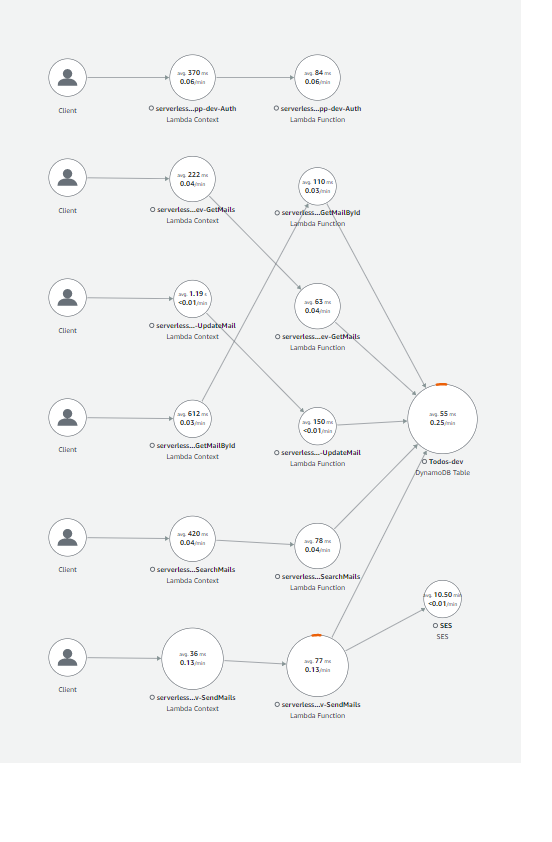 avg. 370 ms
0.06/min
avg. 84 ms
0.06/min
Client
serverless...pp-dev-Auth
Lambda Context
serverless...pp-dev-Auth
Lambda Function
avg. 222 ms
0.04/min
avg. 110 ms
0.03/min
Client
serverless...ev-GetMails
Lambda Context
serverless...GetMailById
Lambda Function
avg. 1.19 s
<0.01/min
avg. 63 ms
0.04/min
Client
serverless...-UpdateMail
Lambda Context
serverless...ev-GetMails
Lambda Function
avg. 612 ms
0.03/min
avg. 150 ms
<0.01/min
avg. 55 ms
0.25/min
Client
serverless...GetMailById
Lambda Context
serverless...-UpdateMail
Lambda Function
Todos-dev
DynamoDB Table
avg. 420 ms
0.04/min
avg. 78 ms
0.04/min
Client
serverless...SearchMails
Lambda Context
serverless...SearchMails
Lambda Function
avg. 10.50 ms
<0.01/min
SES
SES
avg. 36 ms
0.13/min
avg. 77 ms
0.13/min
Client
serverless...v-SendMails
Lambda Context
serverless...v-SendMails
Lambda Function